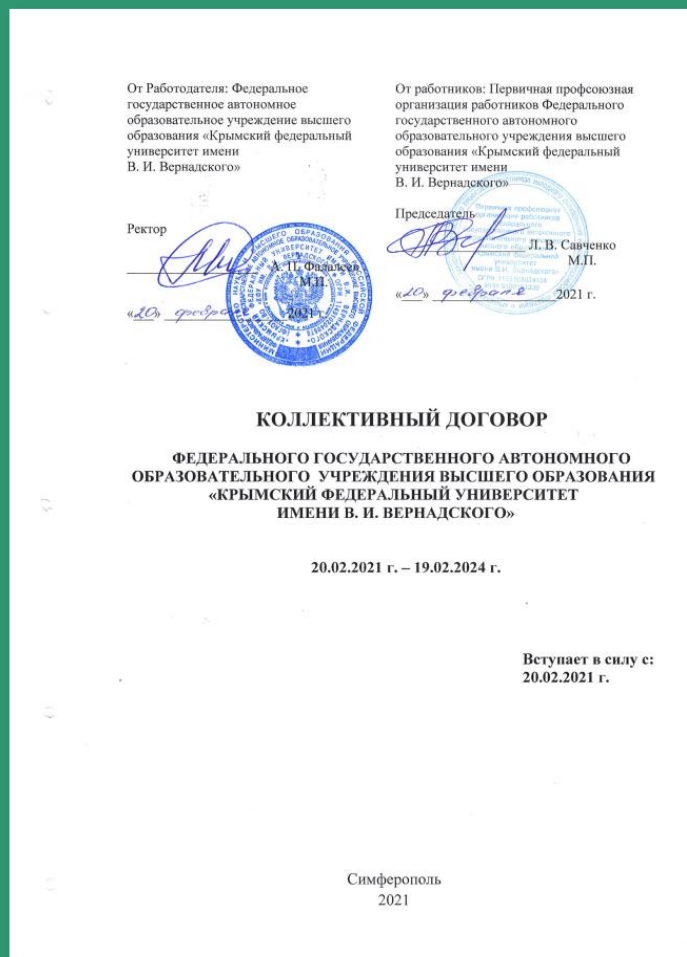 От Работодателя: Федеральное
государственное автономное
образовательное учреждение высшего
образования «Крымский федеральный
университет имени
В. И. Вернадского»
Ректор
А. П. Фалалеев
М.П.
«20» феврал 2021 г.
От работников: Первичная профсоюзная
организация работников Федерального
государственного автономного
образовательного учреждения высшего
образования «Крымский федеральный
университет имени
В. И. Вернадского»
Председатель
Л. В. Савченко
М.П.
«20» февраля 2021 г.
КОЛЛЕКТИВНЫЙ ДОГОВОР
ФЕДЕРАЛЬНОГО ГОСУДАРСТВЕННОГО АВТОНОМНОГО
ОБРАЗОВАТЕЛЬНОГО УЧРЕЖДЕНИЯ ВЫСШЕГО ОБРАЗОВАНИЯ
«КРЫМСКИЙ ФЕДЕРАЛЬНЫЙ УНИВЕРСИТЕТ
ИМЕНИ В. И. ВЕРНАДСКОГО»
20.02.2021 г. – 19.02.2024 г.
Вступает в силу с:
20.02.2021 г.
Симферополь
2021